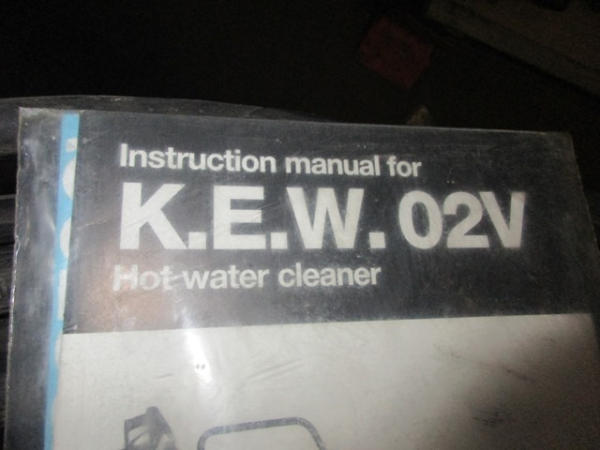 Instruction manual for
K.E.W. 02V
Hot water cleaner